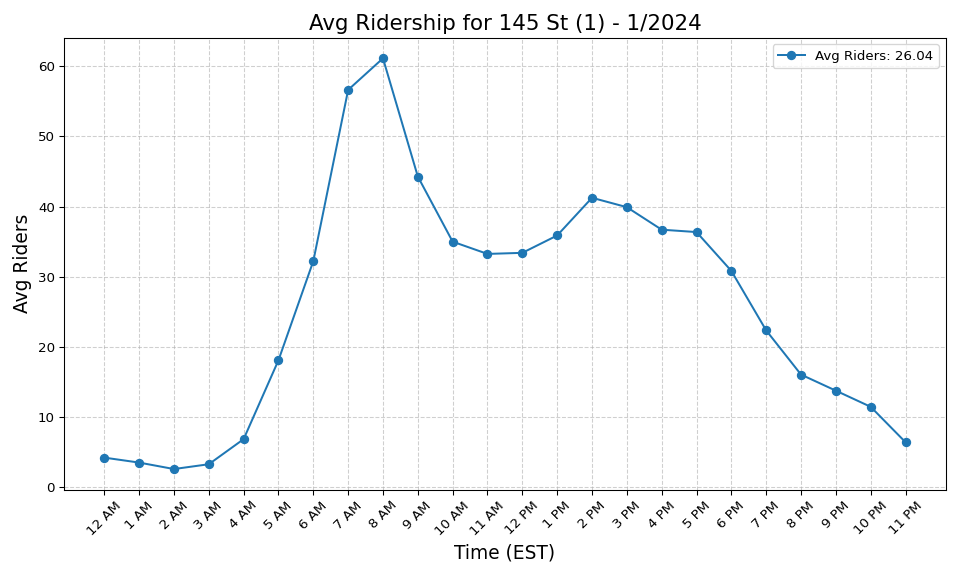 Avg Ridership for 145 St (1) - 1/2024
Avg Riders: 26.04
Avg Riders
60
50
40
30
20
10
0
12 AM
1 AM
2 AM
3 AM
4 AM
5 AM
6 AM
7 AM
8 AM
9 AM
10 AM
11 AM
12 PM
1 PM
2 PM
3 PM
4 PM
5 PM
6 PM
7 PM
8 PM
9 PM
10 PM
11 PM
Time (EST)